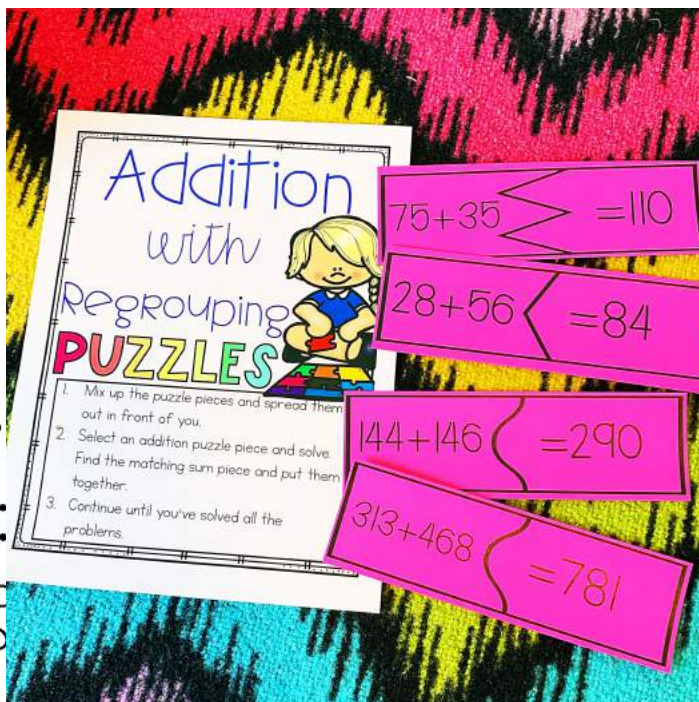 Addition
with
Regrouping
PUZZLES
1. Mix up the puzzle pieces and spread them
out in front of you.
2. Select an addition puzzle piece and solve.
Find the matching sum piece and put them
together.
3. Continue until you've solved all the
problems.
75+35 =110
28+56 =84
144+146 =290
313+468 =781